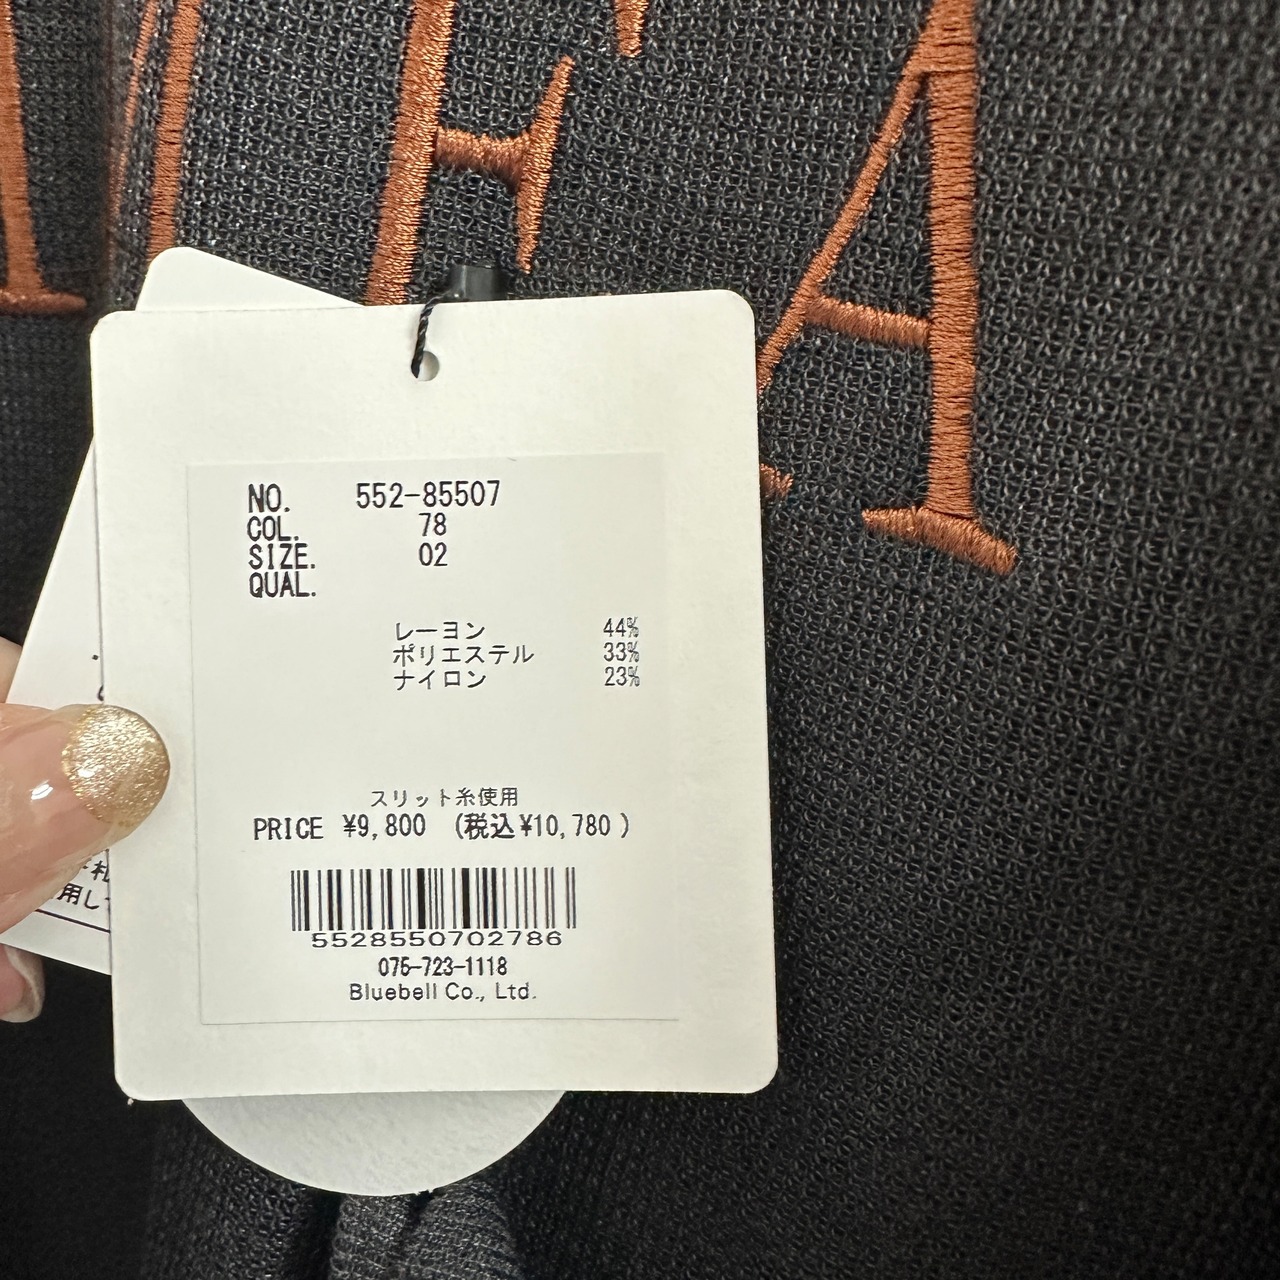 F
A
NO. 552-85507
COL. 78
SIZE. 02
QUAL.
レーヨン 44%
ポリエステル 33%
ナイロン 23%
スリット糸使用
PRICE ¥9,800 (税込¥10,780 )
5528550702786
075-723-1118
Bluebell Co., Ltd.
用し